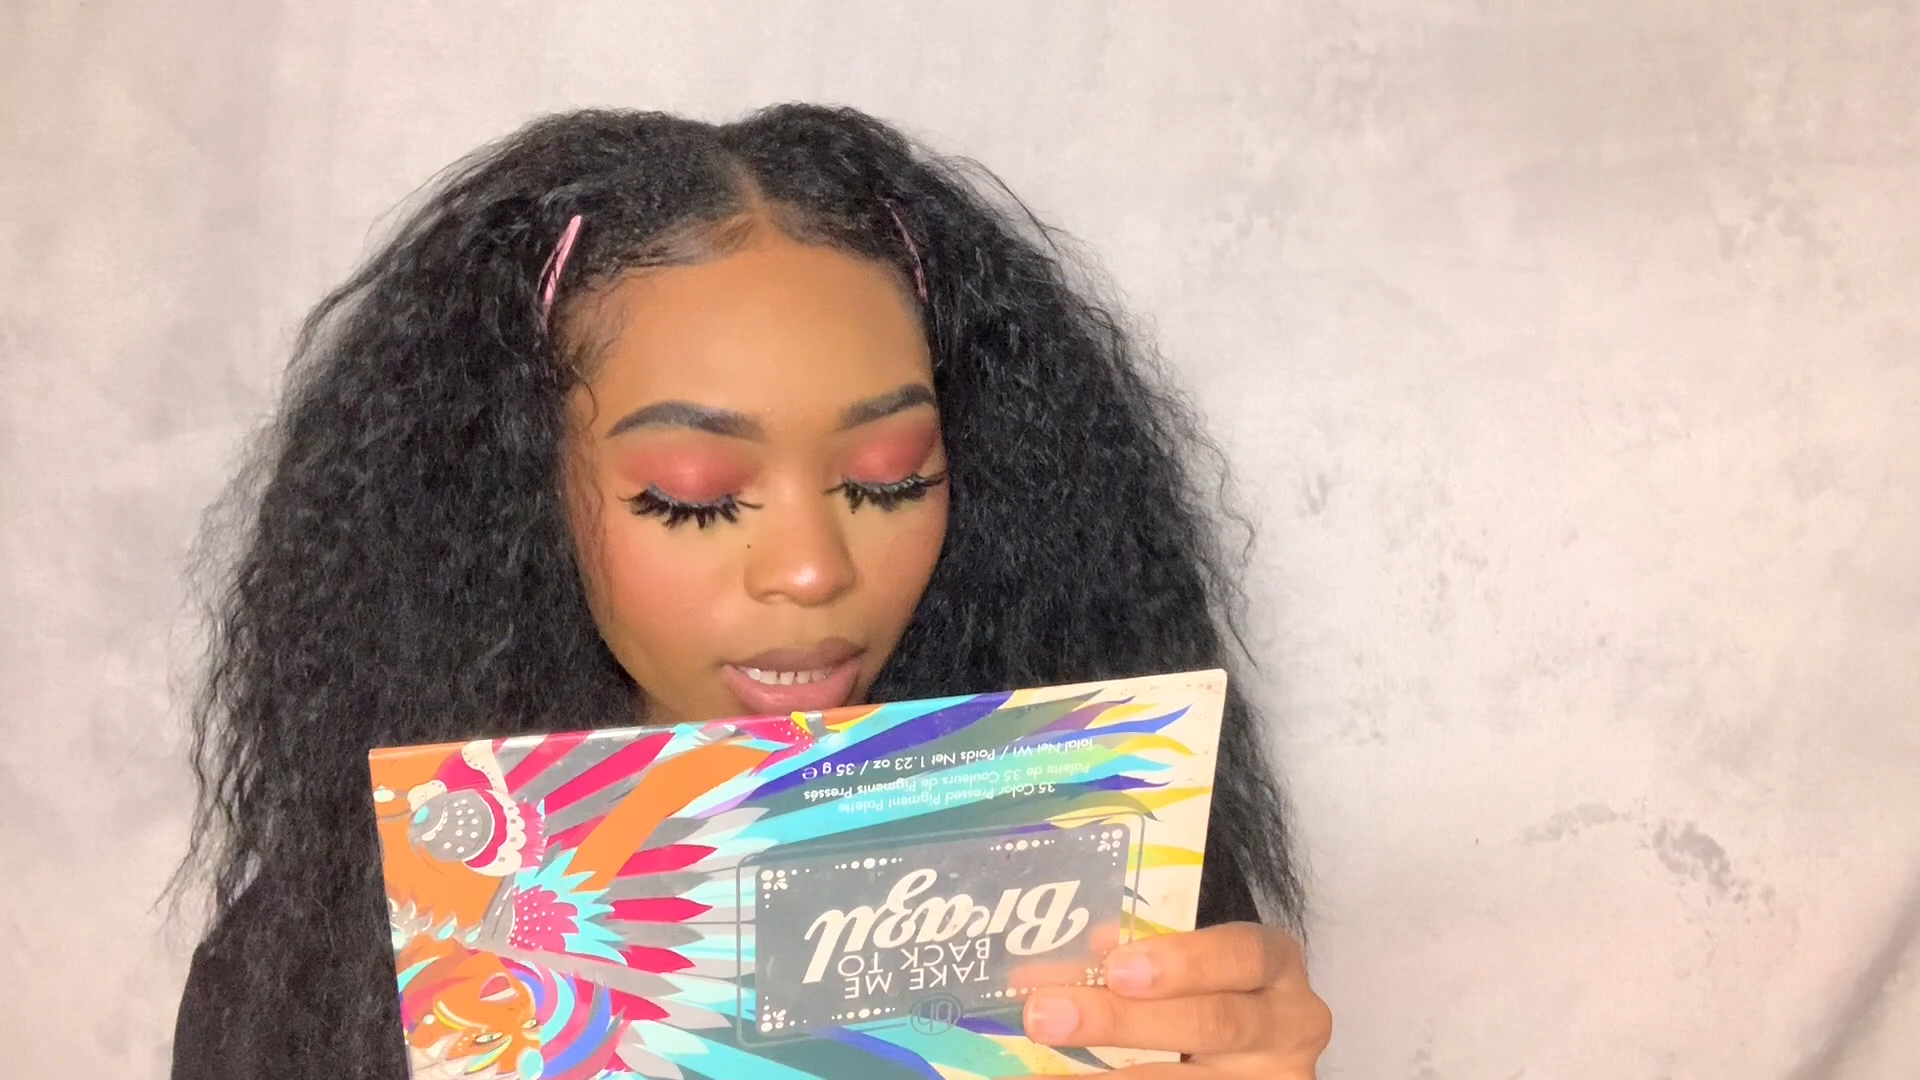 bh
TAKE ME
BACK TO
Brazil
35 Color Pressed Pigment Palette
Palette de 35 Couleurs de Pigments Pressés
Total Net Wt / Poids Net 1.23 oz / 35 g ℮